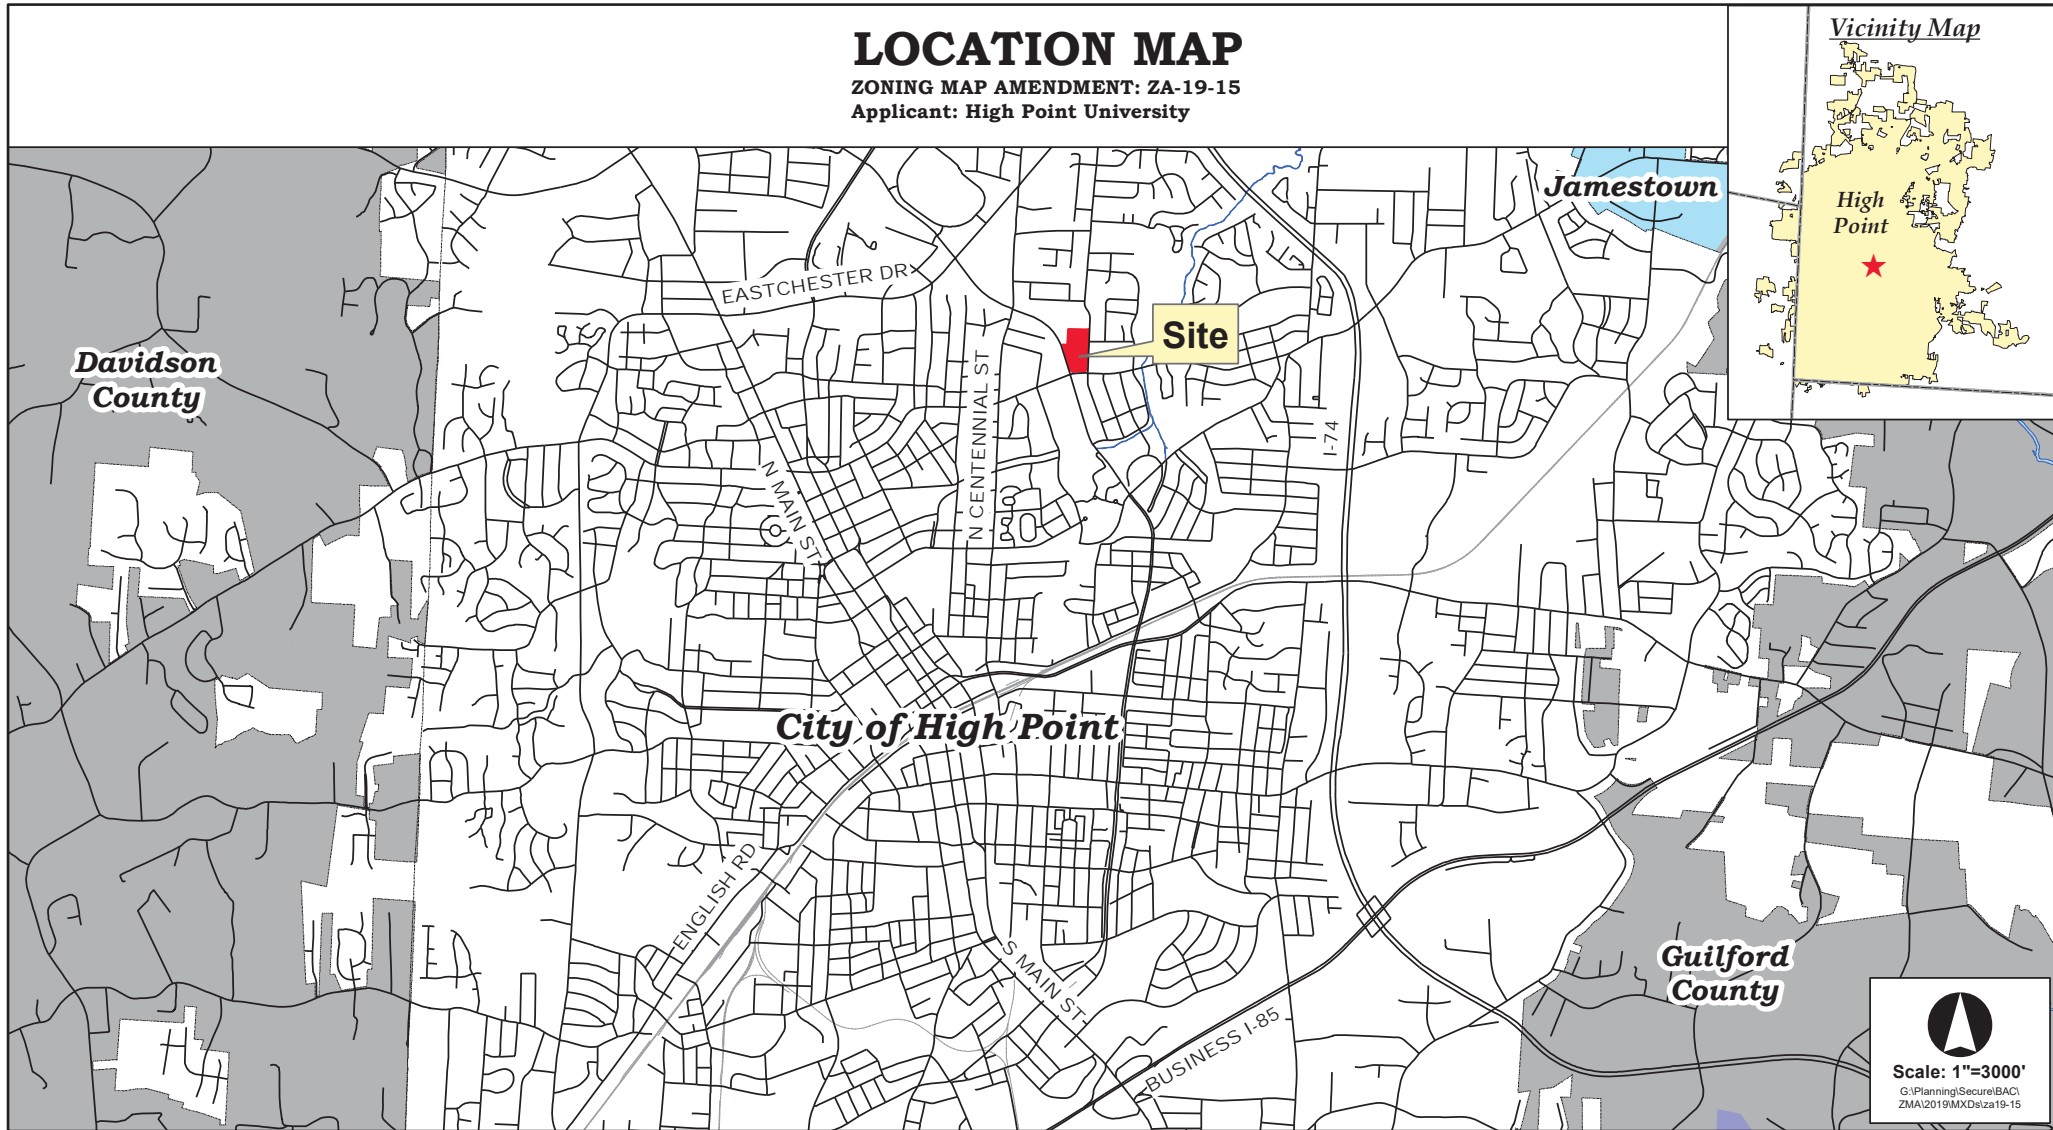 LOCATION MAP
ZONING MAP AMENDMENT: ZA-19-15
Applicant: High Point University
Vicinity Map
High
Point
Jamestown
EASTCHESTER DR
Site
Davidson
County
N CENTENNIAL ST
I-74
N MAIN ST
City of High Point
ENGLISH RD
S MAIN ST
Guilford
County
BUSINESS I-85
Scale: 1"=3000'
G:\Planning\Secure\BAC\
ZMA\2019\MXDs\za19-15